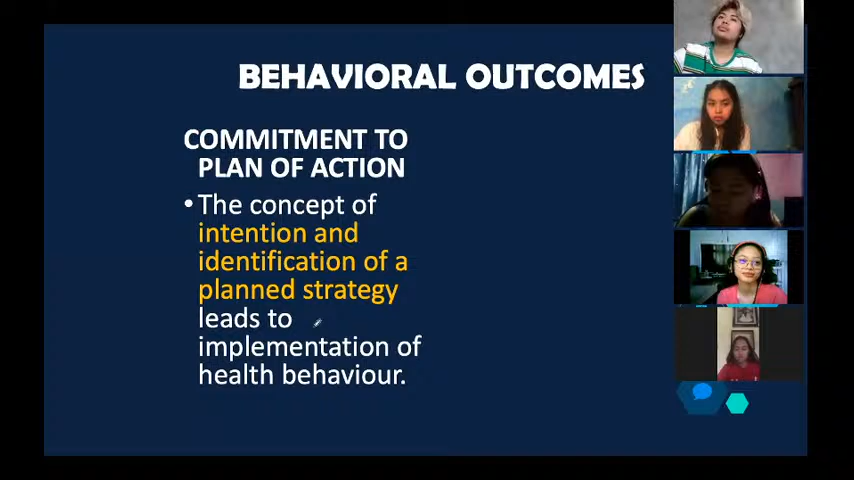 BEHAVIORAL OUTCOMES
COMMITMENT TO
PLAN OF ACTION
• The concept of
intention and
identification of a
planned strategy
leads to
implementation of
health behaviour.